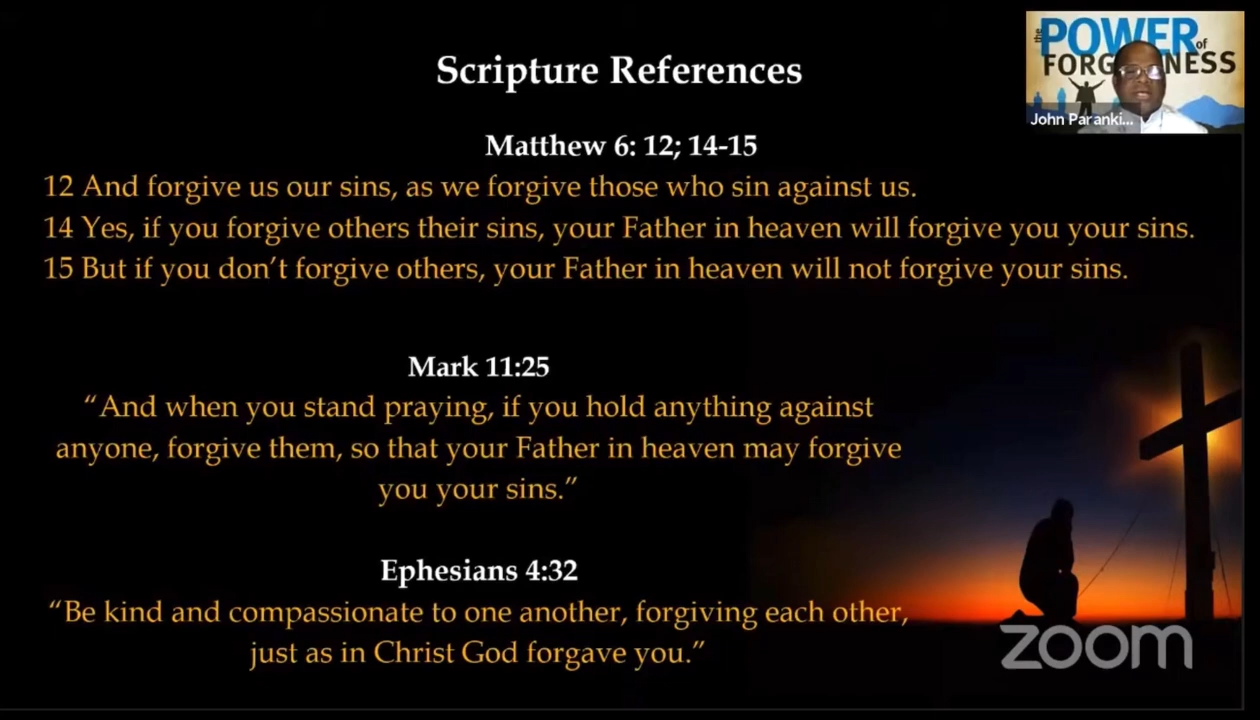 Scripture References
Matthew 6: 12; 14-15
12 And forgive us our sins, as we forgive those who sin against us.
14 Yes, if you forgive others their sins, your Father in heaven will forgive you your sins.
15 But if you don’t forgive others, your Father in heaven will not forgive your sins.
Mark 11:25
“And when you stand praying, if you hold anything against
anyone, forgive them, so that your Father in heaven may forgive
you your sins.”
Ephesians 4:32
“Be kind and compassionate to one another, forgiving each other,
just as in Christ God forgave you.”
the POWER of
FORG NESS
John Paranki...
zoom